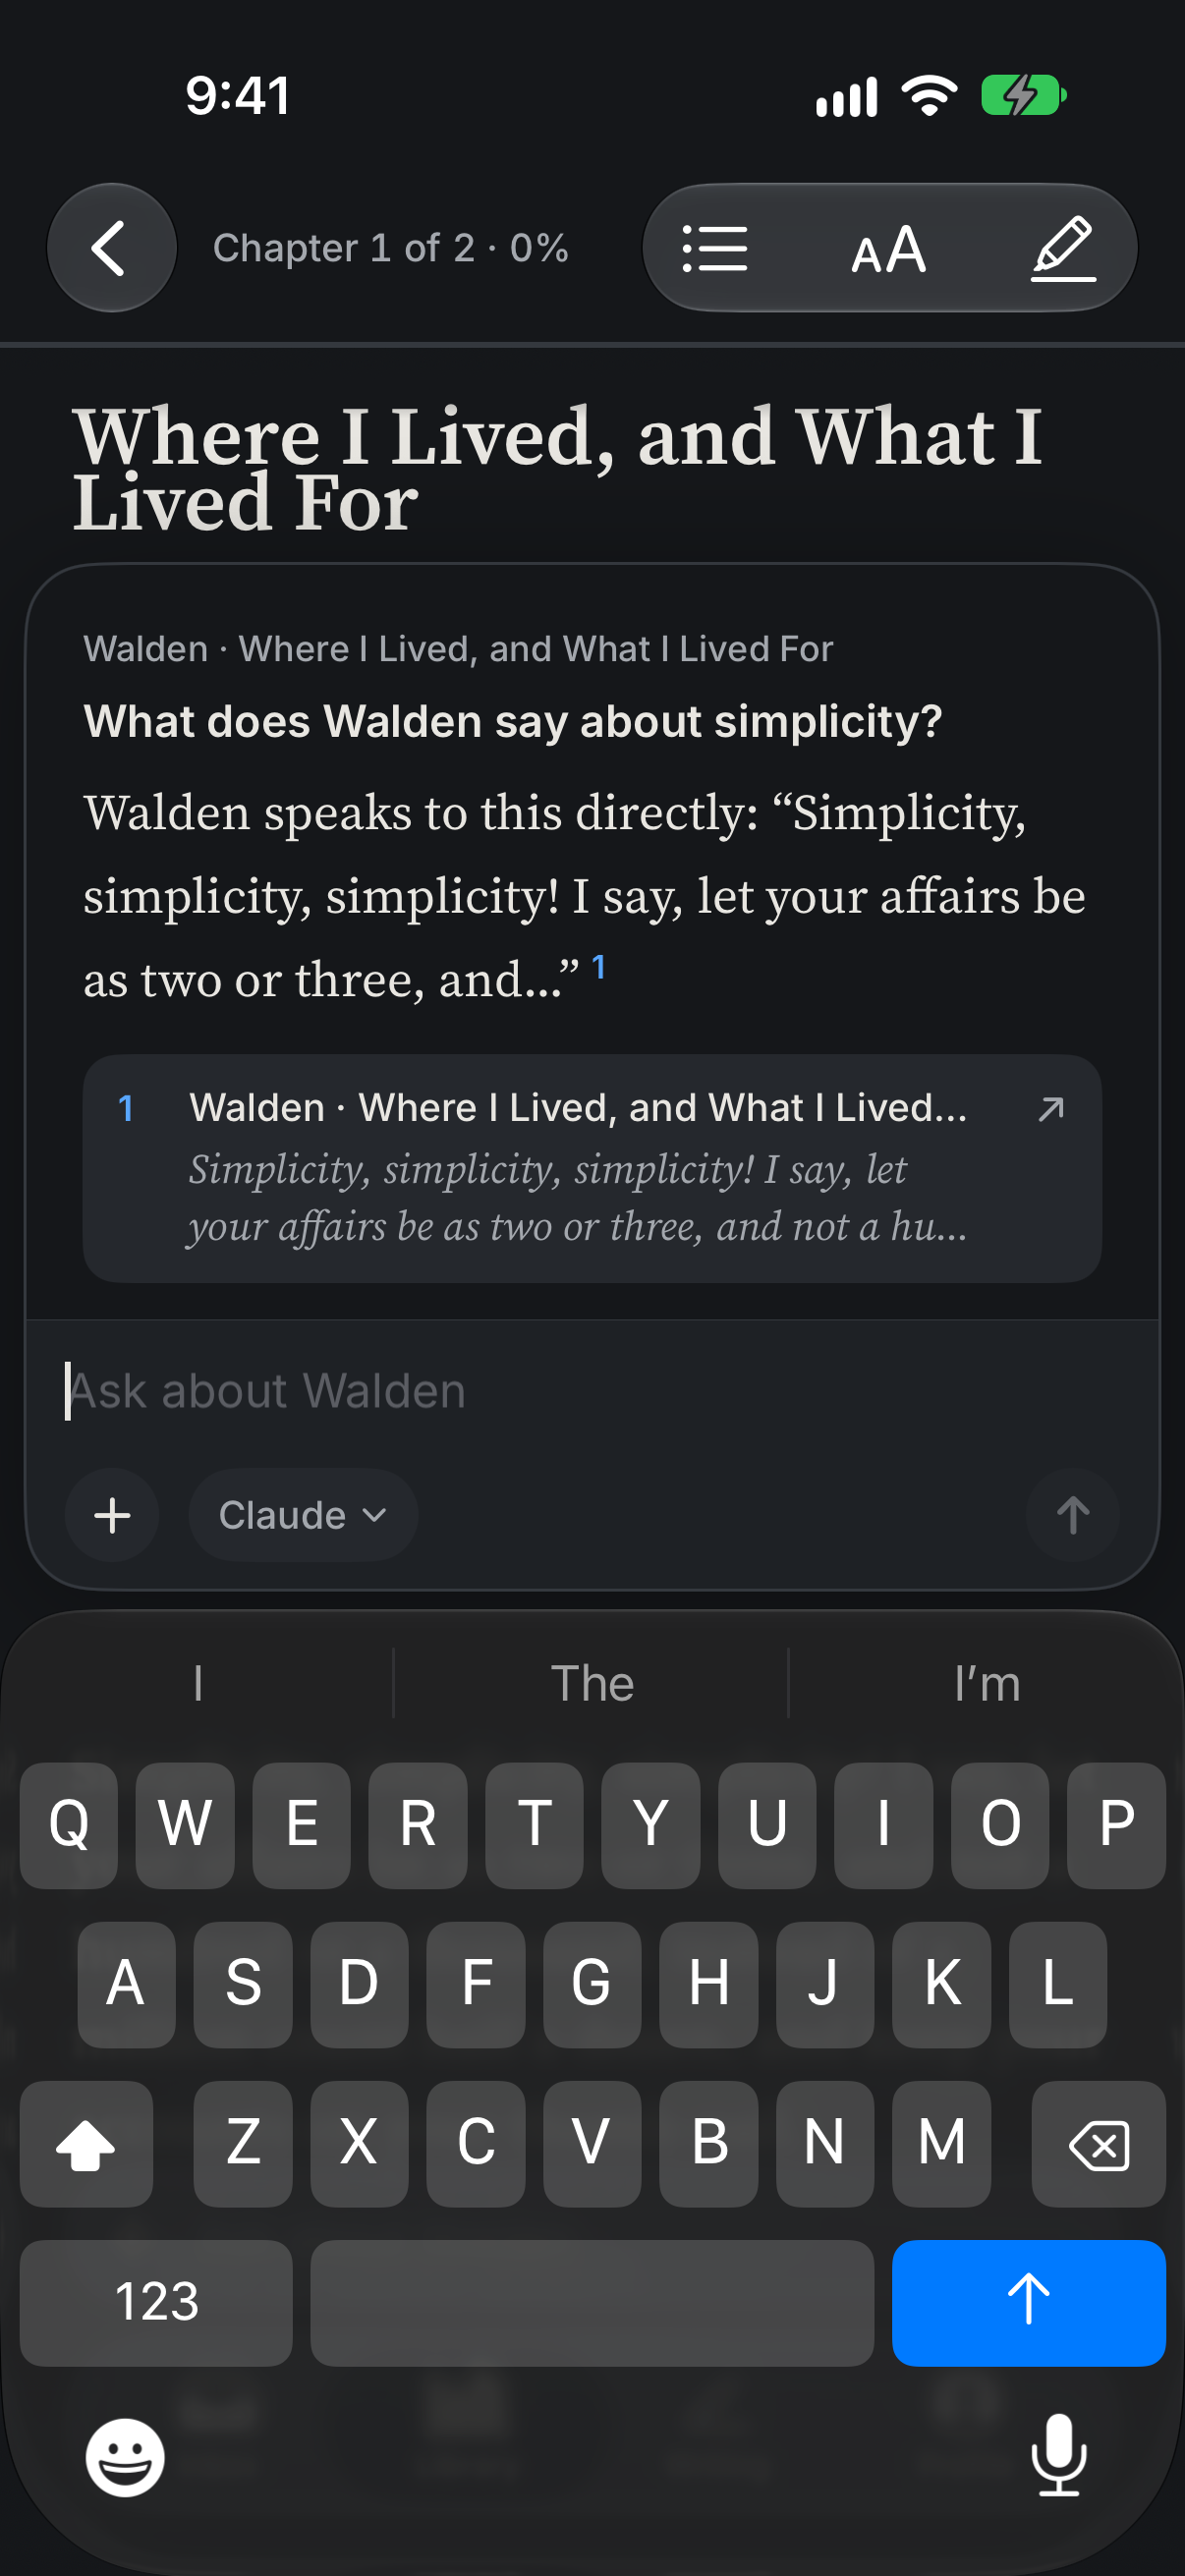 9:41
Chapter 1 of 2 · 0%
AA
Where I Lived, and What I
Lived For
Walden · Where I Lived, and What I Lived For
What does Walden say about simplicity?
Walden speaks to this directly: “Simplicity,
simplicity, simplicity! I say, let your affairs be
as two or three, and…” 1
1 Walden · Where I Lived, and What I Lived…
Simplicity, simplicity, simplicity! I say, let
your affairs be as two or three, and not a hu…
Ask about Walden
Claude
I The I’m
Q W E R T Y U I O P
A S D F G H J K L
Z X C V B N M
123